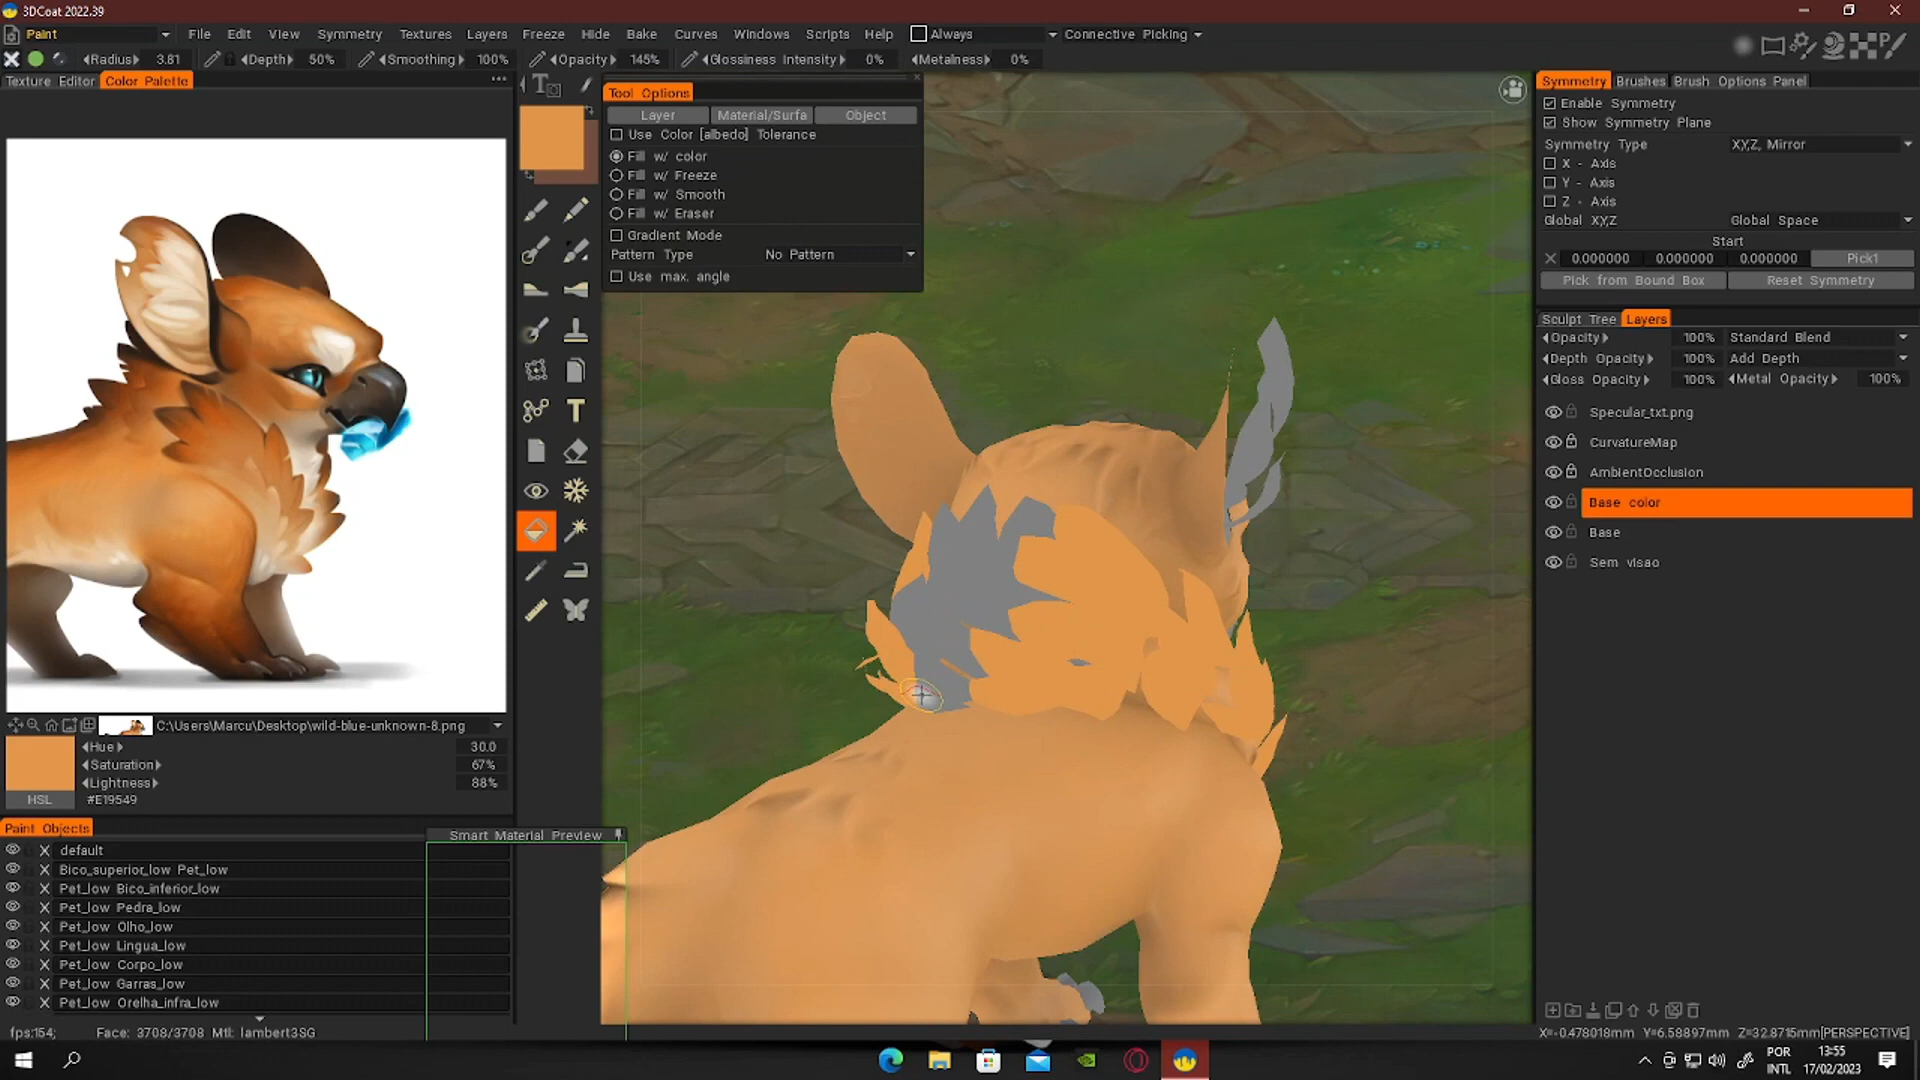 3DCoat 2022.39
Paint File Edit View Symmetry Textures Layers Freeze Hide Bake Curves Windows Scripts Help Always Connective Picking
Radius 3.81 Depth 50% Smoothing 100% Opacity 145% Glossiness Intensity 0% Metalness 0%
Texture Editor Color Palette
Tool Options
Layer Material/Surfa Object
Use Color [albedo] Tolerance
Fill w/ color
Fill w/ Freeze
Fill w/ Smooth
Fill w/ Eraser
Gradient Mode
Pattern Type No Pattern
Use max. angle
Symmetry Brushes Brush Options Panel
Enable Symmetry
Show Symmetry Plane
Symmetry Type XYZ, Mirror
X - Axis
Y - Axis
Z - Axis
Global XYZ Global Space
Start
0.000000 0.000000 0.000000 Pick1
Pick from Bound Box Reset Symmetry
Sculpt Tree Layers
Opacity 100% Standard Blend
Depth Opacity 100% Add Depth
Gloss Opacity 100% Metal Opacity 100%
Specular_txt.png
CurvatureMap
AmbientOcclusion
Base color
Base
Sem visao
C:\Users\Marcu\Desktop\wild-blue-unknown-8.png
Hue 30.0
Saturation 67%
Lightness 88%
HSL #E19549
Paint Objects
Smart Material Preview
default
Bico_superior_low Pet_low
Pet_low Bico_inferior_low
Pet_low Pedra_low
Pet_low Olho_low
Pet_low Lingua_low
Pet_low Corpo_low
Pet_low Garras_low
Pet_low Orelha_infra_low
fps:154; Face: 3708/3708 Mtl: lambert3SG
X=-0.478018mm Y=6.58897mm Z=32.8715mm[PERSPECTIVE]
POR
INTL
13:55
17/02/2023